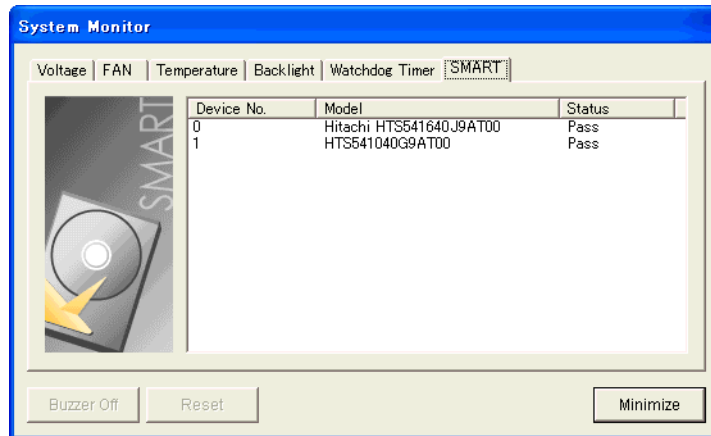 System Monitor
Voltage FAN Temperature Backlight Watchdog Timer SMART
SMART
Device No. Model Status
0 Hitachi HTS541640J9AT00 Pass
1 HTS541040G9AT00 Pass
Buzzer Off Reset Minimize